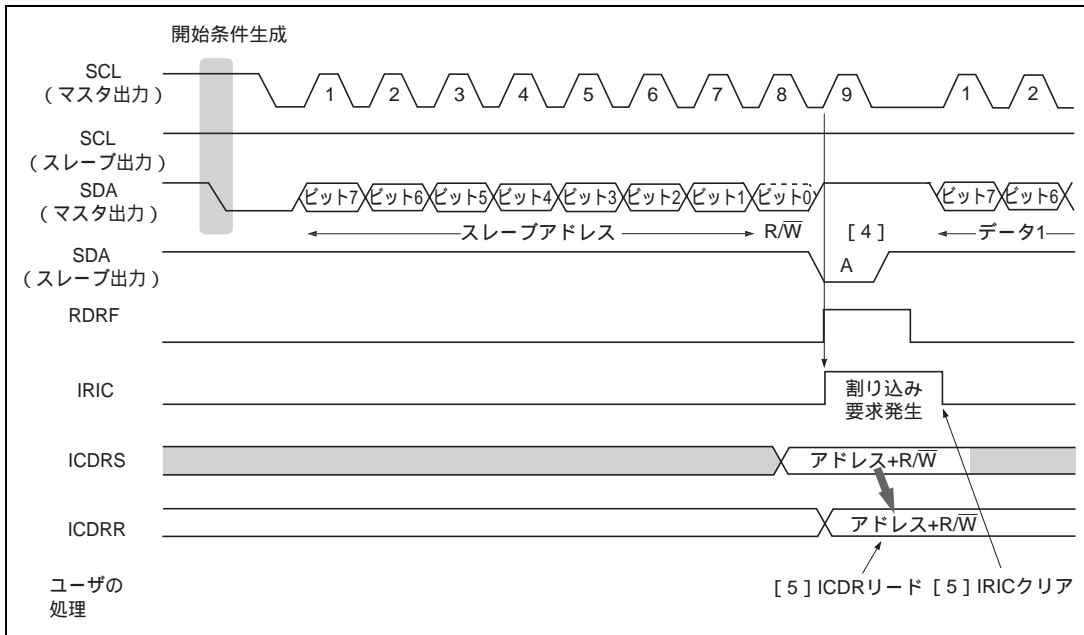 開始条件生成
SCL
（マスタ出力）
1 2 3 4 5 6 7 8 9 1 2
SCL
（スレーブ出力）
SDA
（マスタ出力）
ビット7 ビット6 ビット5 ビット4 ビット3 ビット2 ビット1 ビット0 ビット7 ビット6
スレーブアドレス R/W̅ [4] データ1
SDA
（スレーブ出力）
A
RDRF
IRIC
割り込み
要求発生
ICDRS
アドレス+R/W̅
ICDRR
アドレス+R/W̅
ユーザの
処理
[5] ICDRリード [5] IRICクリア